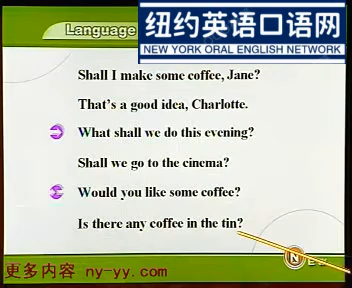 Language
纽约英语口语网
NEW YORK ORAL ENGLISH NETWORK
Shall I make some coffee, Jane?
That's a good idea, Charlotte.
What shall we do this evening?
Shall we go to the cinema?
Would you like some coffee?
Is there any coffee in the tin?
N
更多内容 ny-yy.com